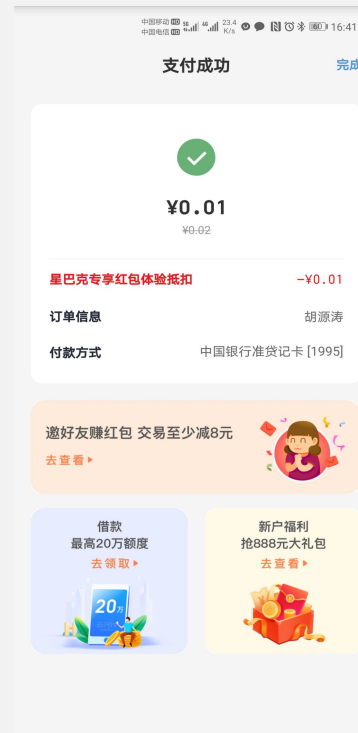 中国移动 HD 5G 4G 23.4 16:41
中国电信 HD K/s
支付成功
完成
¥0.01
¥0.02
星巴克专享红包体验抵扣 -¥0.01
订单信息 胡源涛
付款方式 中国银行准贷记卡 [1995]
邀好友赚红包 交易至少减8元
去查看
借款
最高20万额度
去领取
20万
新户福利
抢888元大礼包
去查看